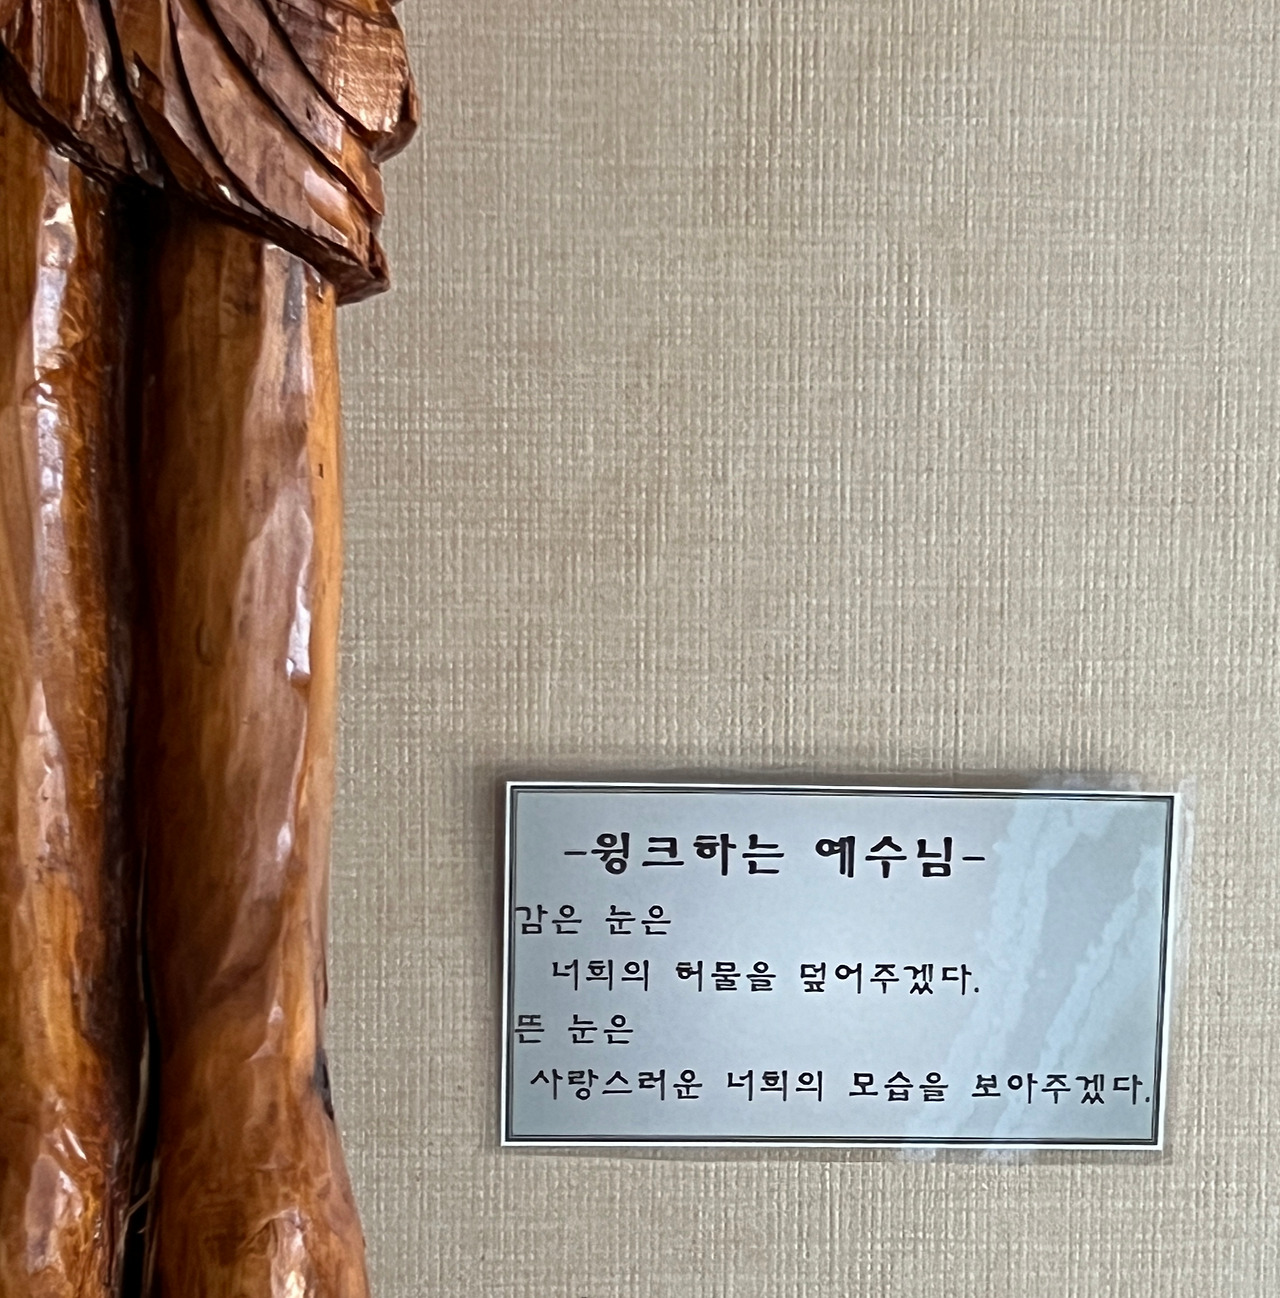 -윙크하는 예수님-
감은 눈은
너희의 허물을 덮어주겠다.
뜬 눈은
사랑스러운 너희의 모습을 보아주겠다.